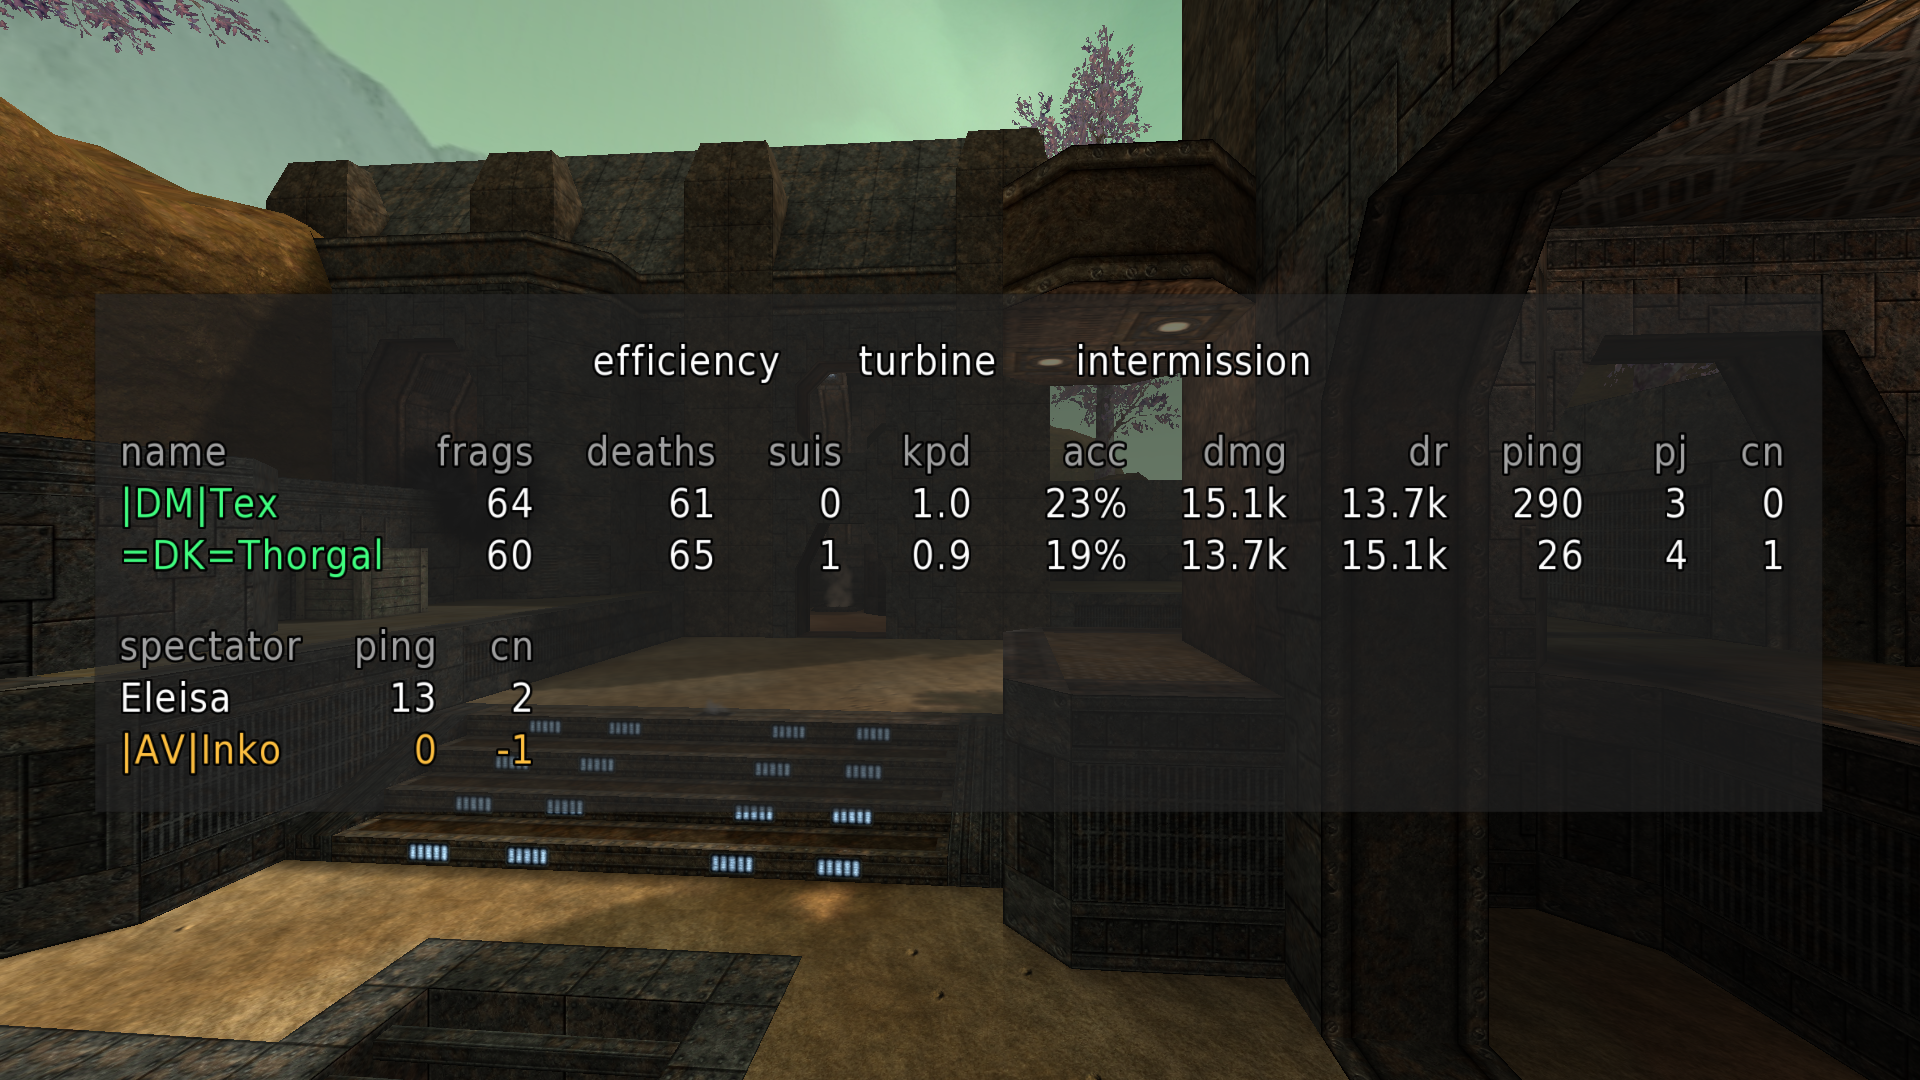 efficiency turbine intermission
name frags deaths suis kpd acc dmg dr ping pj cn
|DM|Tex 64 61 0 1.0 23% 15.1k 13.7k 290 3 0
=DK=Thorgal 60 65 1 0.9 19% 13.7k 15.1k 26 4 1
spectator ping cn
Eleisa 13 2
|AV|Inko 0 -1